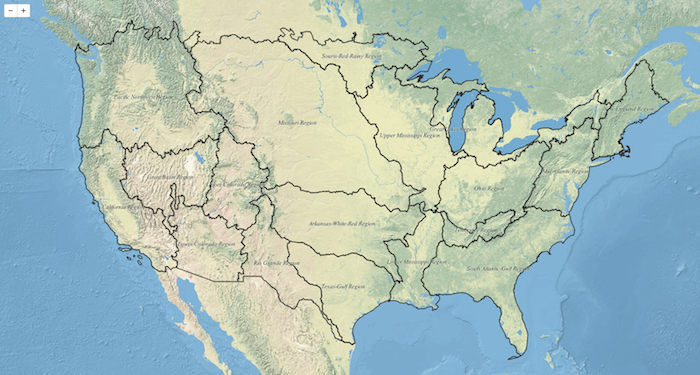 − +
Souris-Red-Rainy Region
Pacific Northwest Region
Missouri Region
Great Lakes Region
Upper Mississippi Region
New England Region
Mid Atlantic Region
Great Basin Region
Upper Colorado Region
Ohio Region
California Region
Arkansas-White-Red Region
Tennessee Region
Lower Colorado Region
Rio Grande Region
Lower Mississippi Region
South Atlantic-Gulf Region
Texas-Gulf Region